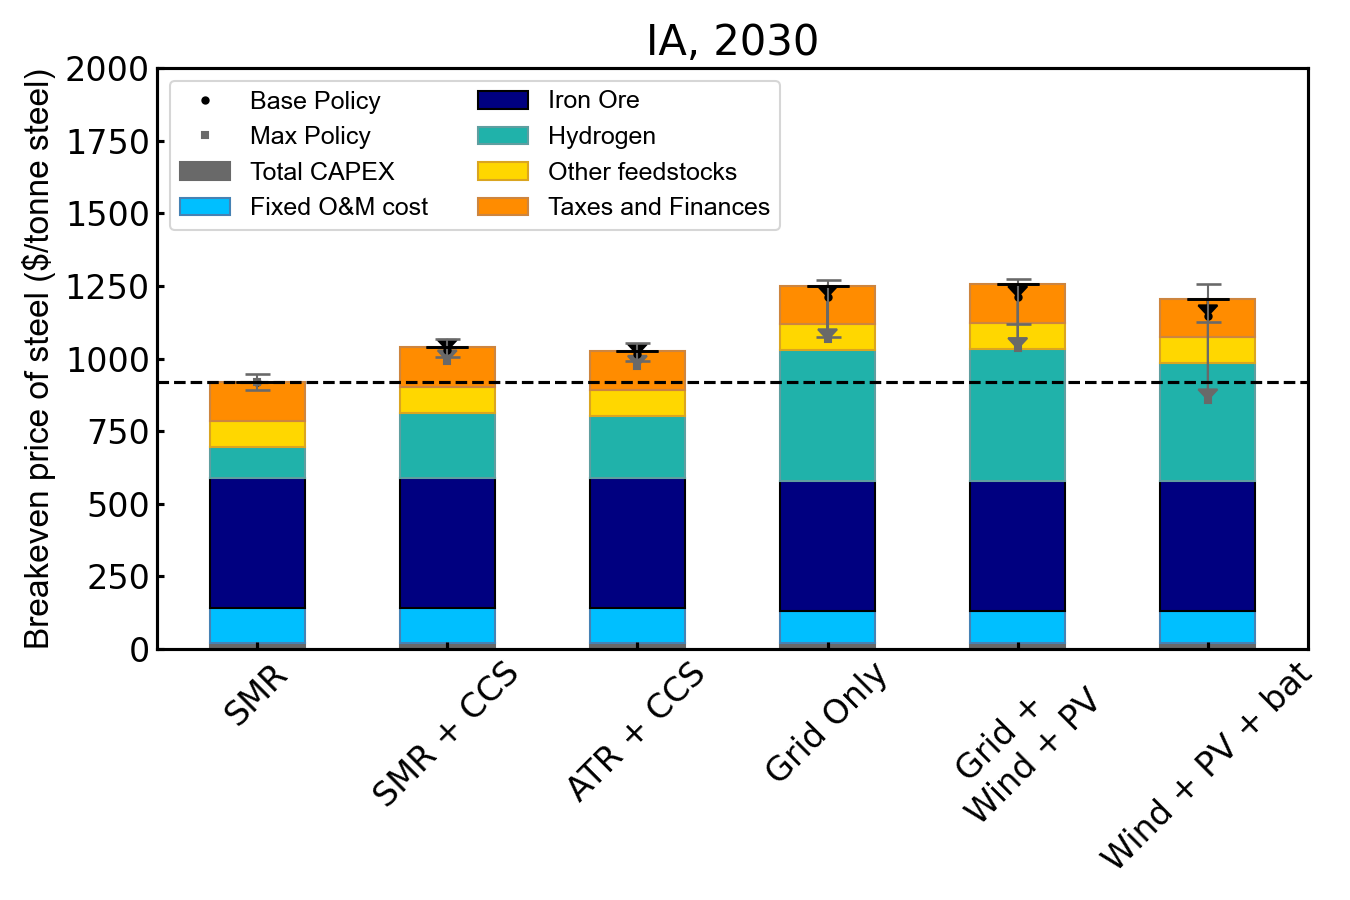 IA, 2030
Breakeven price of steel ($/tonne steel)
2000
1750
1500
1250
1000
750
500
250
0
Base Policy
Max Policy
Total CAPEX
Fixed O&M cost
Iron Ore
Hydrogen
Other feedstocks
Taxes and Finances
SMR
SMR + CCS
ATR + CCS
Grid Only
Grid +
Wind + PV
Wind + PV + bat